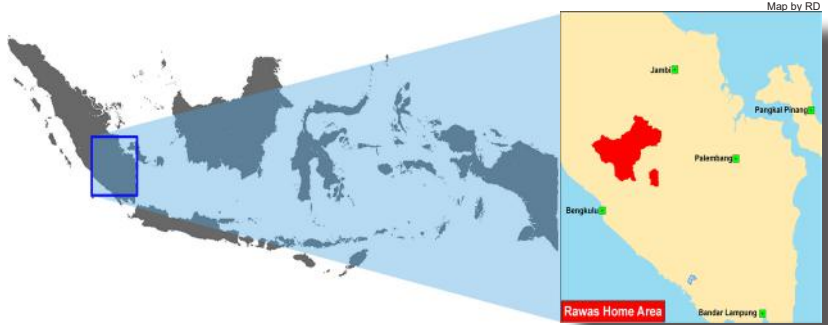 Map by RD
Jambi
Pangkal Pinang
Palembang
Bengkulu
Rawas Home Area
Bandar Lampung